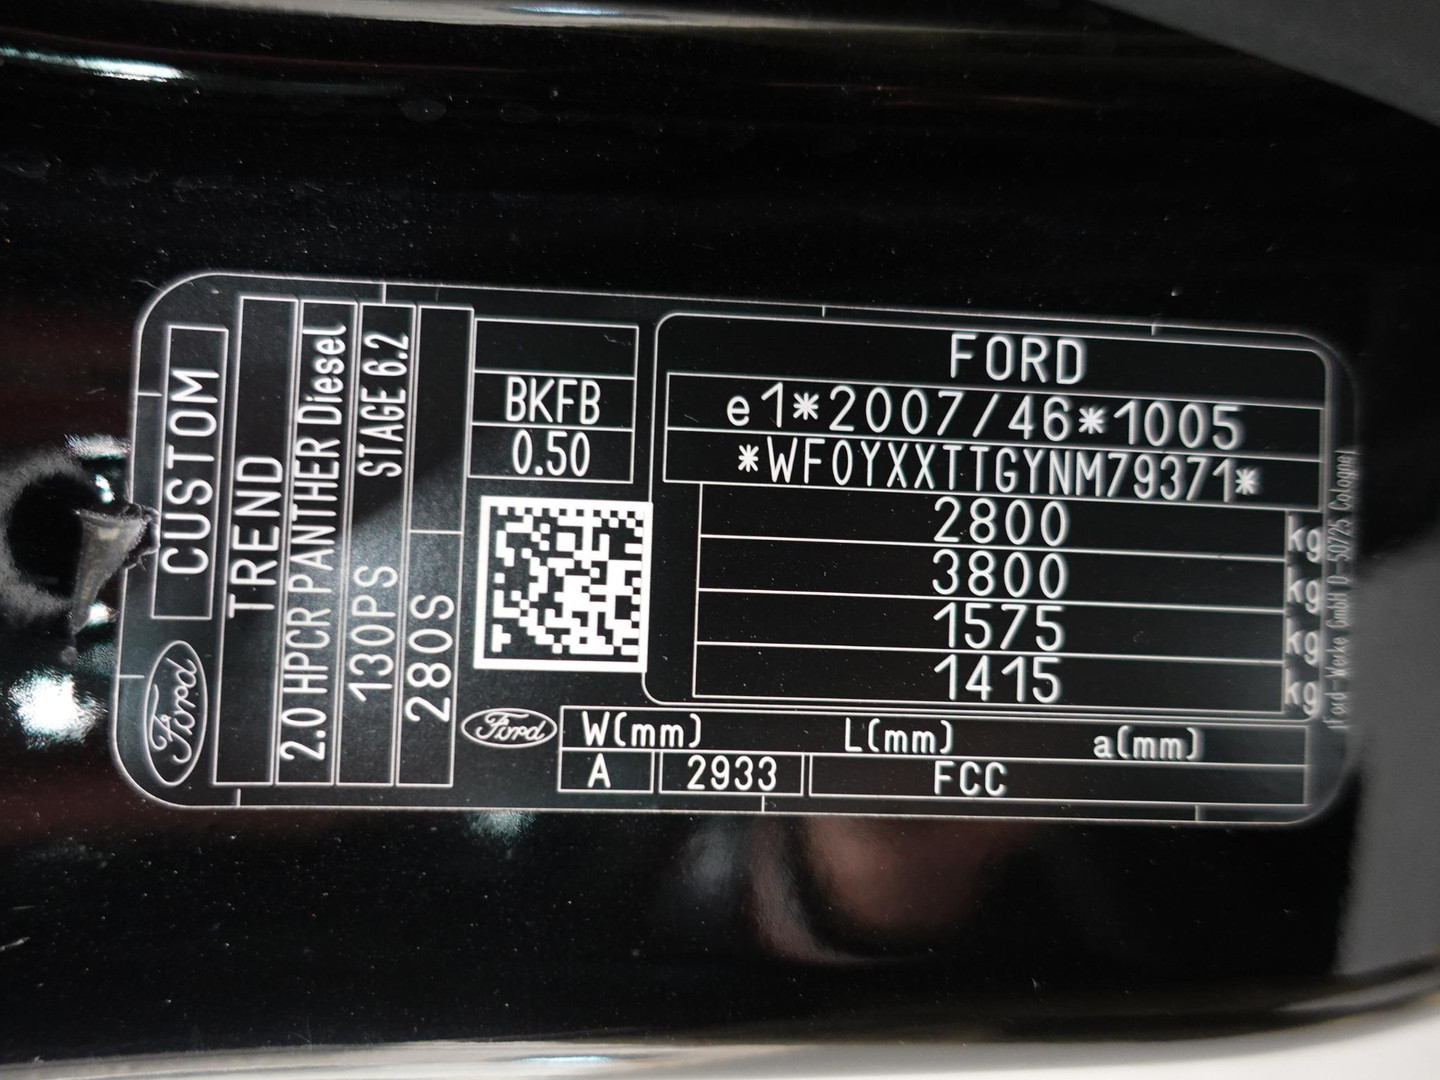 FORD
e1*2007/46*1005
*WF0YXXTTGYNM79371*
2800 kg
3800 kg
1575 kg
1415 kg
BKFB
0.50
Ford
W(mm) L(mm) a(mm)
A 2933 FCC
Ford CUSTOM
TREND
2.0 HPCR PANTHER Diesel
130PS STAGE 6.2
280S
Ford-Werke GmbH D-50725 Cologne